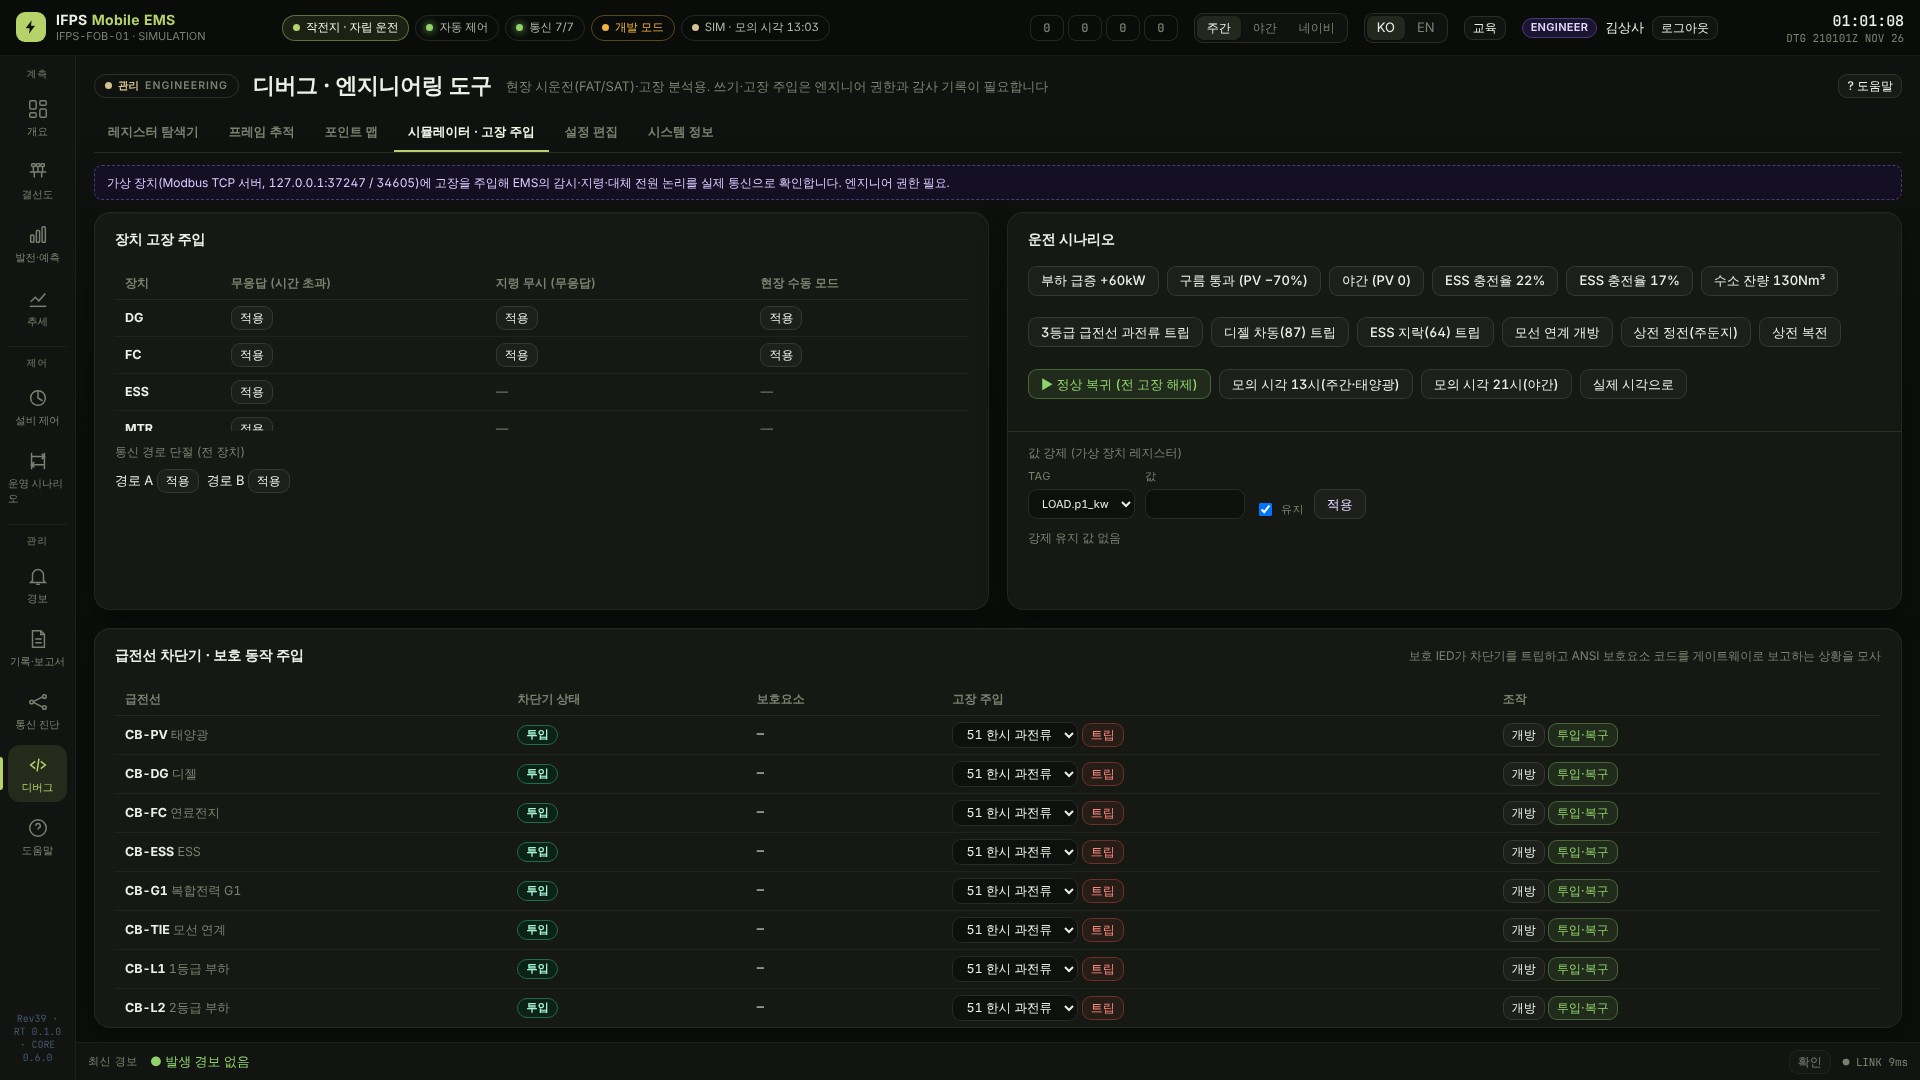 IFPS Mobile EMS
IFPS-FOB-01 · SIMULATION
작전지 · 자립 운전
자동 제어
통신 7/7
개발 모드
SIM · 모의 시각 13:03
0 0 0 0
주간 야간 네이비
KO EN
교육
ENGINEER 김상사 로그아웃
01:01:08
DTG 210101Z NOV 26
계측
개요
결선도
발전·예측
추세
제어
설비 제어
운영 시나리
오
관리
경보
기록·보고서
통신 진단
디버그
도움말
Rev39 ·
RT 0.1.0
· CORE
0.6.0
관리 ENGINEERING
디버그 · 엔지니어링 도구
현장 시운전(FAT/SAT)·고장 분석용. 쓰기·고장 주입은 엔지니어 권한과 감사 기록이 필요합니다
? 도움말
레지스터 탐색기 프레임 추적 포인트 맵 시뮬레이터 · 고장 주입 설정 편집 시스템 정보
가상 장치(Modbus TCP 서버, 127.0.0.1:37247 / 34605)에 고장을 주입해 EMS의 감시·지령·대체 전원 논리를 실제 통신으로 확인합니다. 엔지니어 권한 필요.
장치 고장 주입
장치 무응답 (시간 초과) 지령 무시 (무응답) 현장 수동 모드
DG 적용 적용 적용
FC 적용 적용 적용
ESS 적용 — —
MTR 적용 — —
통신 경로 단절 (전 장치)
경로 A 적용 경로 B 적용
운전 시나리오
부하 급증 +60kW 구름 통과 (PV −70%) 야간 (PV 0) ESS 충전율 22% ESS 충전율 17% 수소 잔량 130Nm³
3등급 급전선 과전류 트립 디젤 차동(87) 트립 ESS 지락(64) 트립 모선 연계 개방 상전 정전(주둔지) 상전 복전
▶ 정상 복귀 (전 고장 해제) 모의 시각 13시(주간·태양광) 모의 시각 21시(야간) 실제 시각으로
값 강제 (가상 장치 레지스터)
TAG 값
LOAD.p1_kw 유지 적용
강제 유지 값 없음
급전선 차단기 · 보호 동작 주입
보호 IED가 차단기를 트립하고 ANSI 보호요소 코드를 게이트웨이로 보고하는 상황을 모사
급전선 차단기 상태 보호요소 고장 주입 조작
CB-PV 태양광 투입 – 51 한시 과전류 트립 개방 투입·복구
CB-DG 디젤 투입 – 51 한시 과전류 트립 개방 투입·복구
CB-FC 연료전지 투입 – 51 한시 과전류 트립 개방 투입·복구
CB-ESS ESS 투입 – 51 한시 과전류 트립 개방 투입·복구
CB-G1 복합전력 G1 투입 – 51 한시 과전류 트립 개방 투입·복구
CB-TIE 모선 연계 투입 – 51 한시 과전류 트립 개방 투입·복구
CB-L1 1등급 부하 투입 – 51 한시 과전류 트립 개방 투입·복구
CB-L2 2등급 부하 투입 – 51 한시 과전류 트립 개방 투입·복구
최신 경보 발생 경보 없음
확인 LINK 9ms